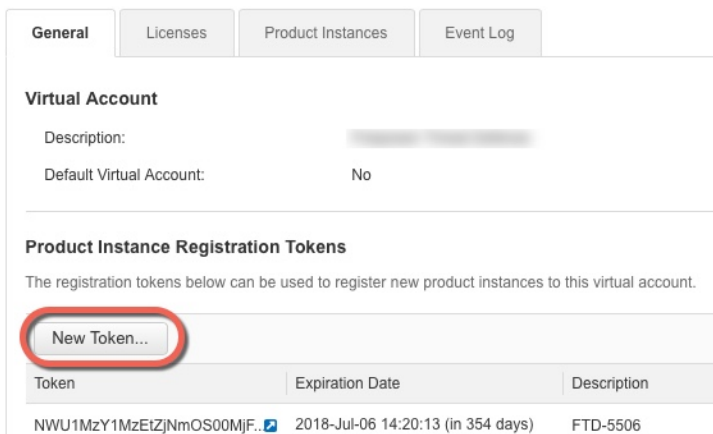 General Licenses Product Instances Event Log
Virtual Account
Description:
Default Virtual Account: No
Product Instance Registration Tokens
The registration tokens below can be used to register new product instances to this virtual account.
New Token...
Token Expiration Date Description
NWU1MzY1MzEtZjNmOS00MjF.. 2018-Jul-06 14:20:13 (in 354 days) FTD-5506